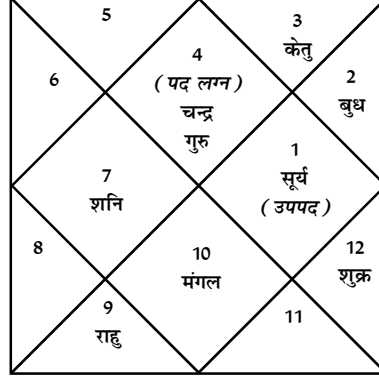 5
3
केतु
4
( पद लग्न )
चन्द्र
गुरु
6
2
बुध
7
शनि
1
सूर्य
( उपपद )
8
10
मंगल
12
शुक्र
9
राहु
11